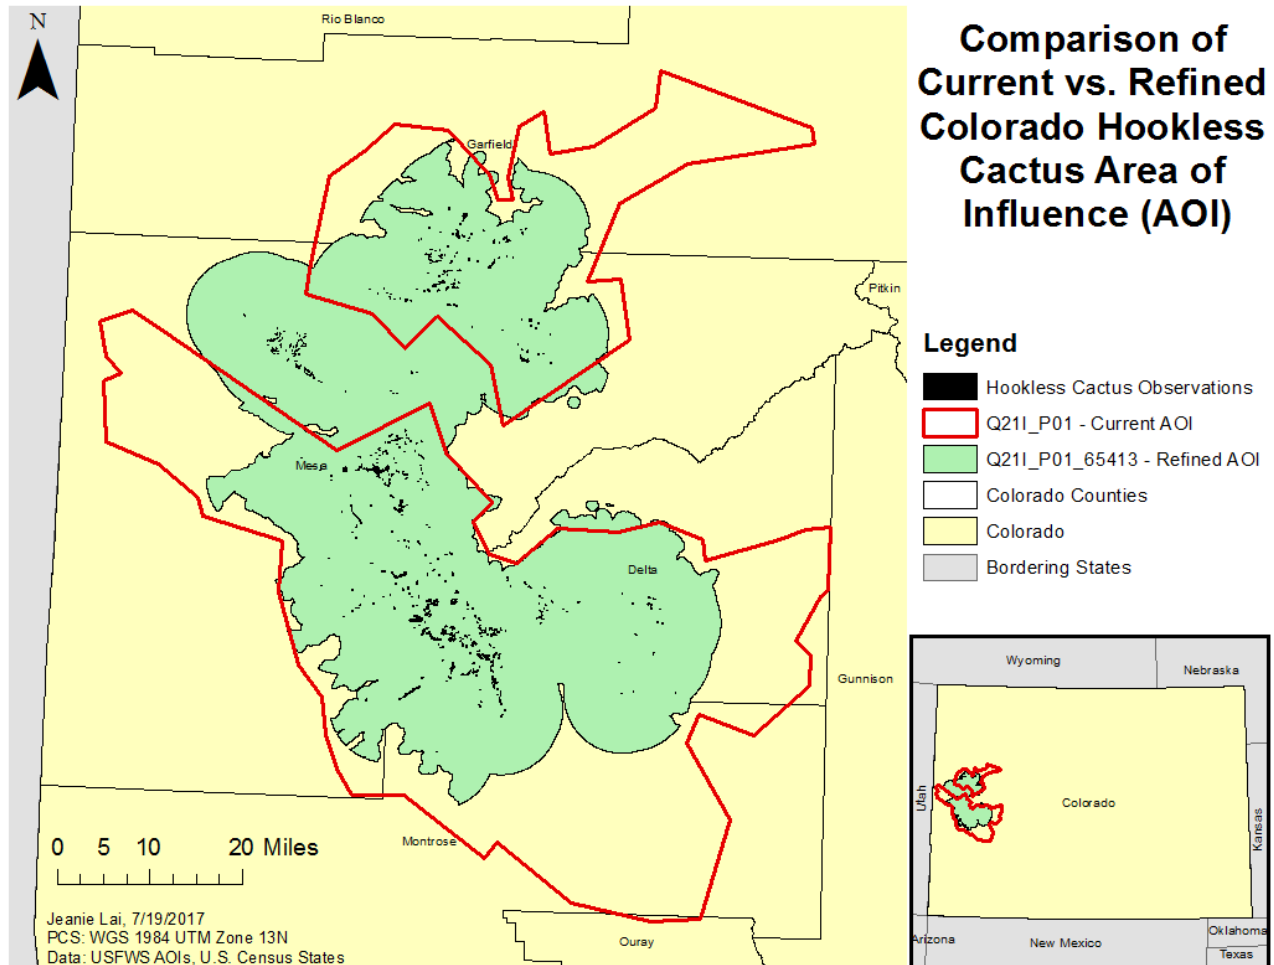 N
Rio Blanco
Garfield
Pitkin
Mesa
Delta
Gunnison
Montrose
Ouray
0 5 10 20 Miles
Jeanie Lai, 7/19/2017
PCS: WGS 1984 UTM Zone 13N
Data: USFWS AOIs, U.S. Census States
Comparison of
Current vs. Refined
Colorado Hookless
Cactus Area of
Influence (AOI)
Legend
Hookless Cactus Observations
Q21I_P01 - Current AOI
Q21I_P01_65413 - Refined AOI
Colorado Counties
Colorado
Bordering States
Wyoming
Nebraska
Utah
Colorado
Kansas
Arizona
New Mexico
Oklahoma
Texas